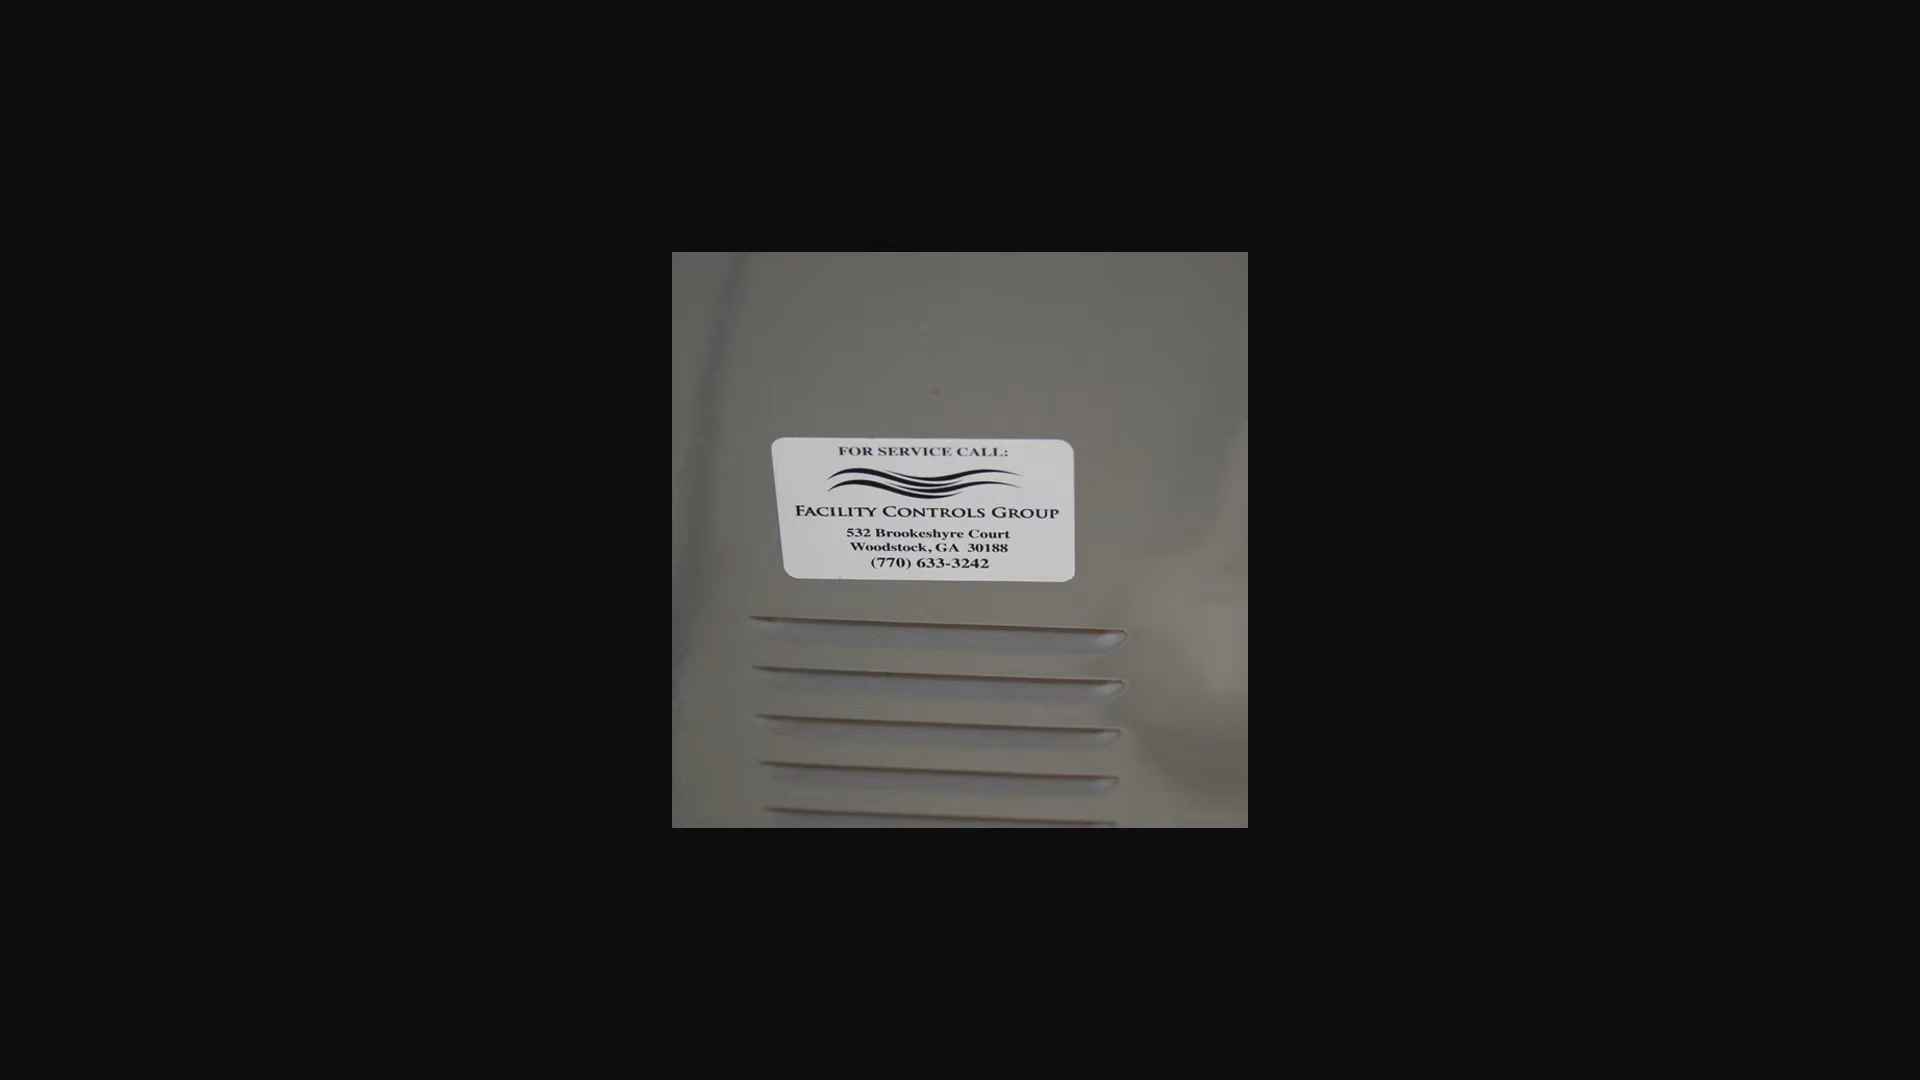 FOR SERVICE CALL:
FACILITY CONTROLS GROUP
532 Brookeshyre Court
Woodstock, GA 30188
(770) 633-3242